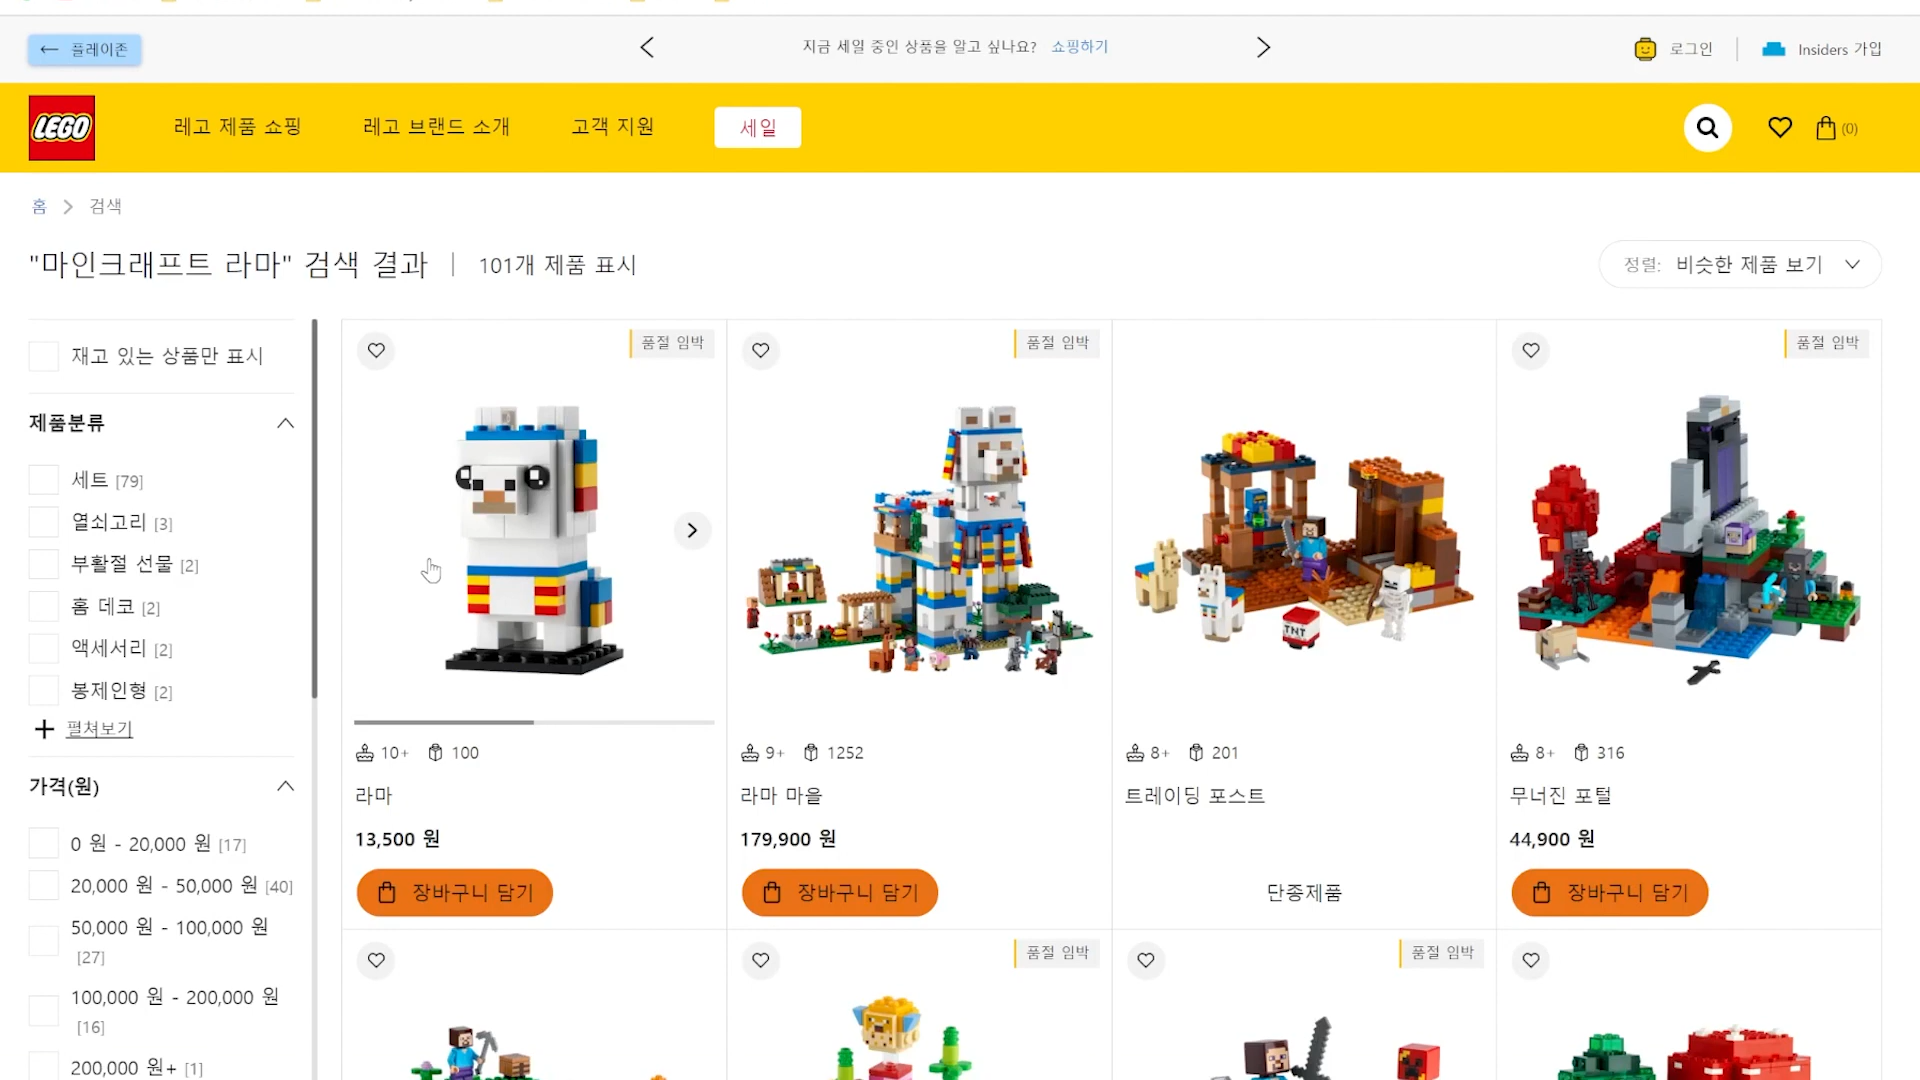 플레이존
지금 세일 중인 상품을 알고 싶나요? 쇼핑하기
로그인
Insiders 가입
LEGO
레고 제품 쇼핑
레고 브랜드 소개
고객 지원
세일
(0)
홈 검색
"마인크래프트 라마" 검색 결과 | 101개 제품 표시
정렬: 비슷한 제품 보기
재고 있는 상품만 표시
제품분류
세트 [79]
열쇠고리 [3]
부활절 선물 [2]
홈 데코 [2]
액세서리 [2]
봉제인형 [2]
펼쳐보기
가격(원)
0 원 - 20,000 원 [17]
20,000 원 - 50,000 원 [40]
50,000 원 - 100,000 원
[27]
100,000 원 - 200,000 원
[16]
200,000 원+ [1]
품절 임박
10+ 100
라마
13,500 원
장바구니 담기
품절 임박
9+ 1252
라마 마을
179,900 원
장바구니 담기
TNT
8+ 201
트레이딩 포스트
단종제품
품절 임박
8+ 316
무너진 포털
44,900 원
장바구니 담기
품절 임박
품절 임박